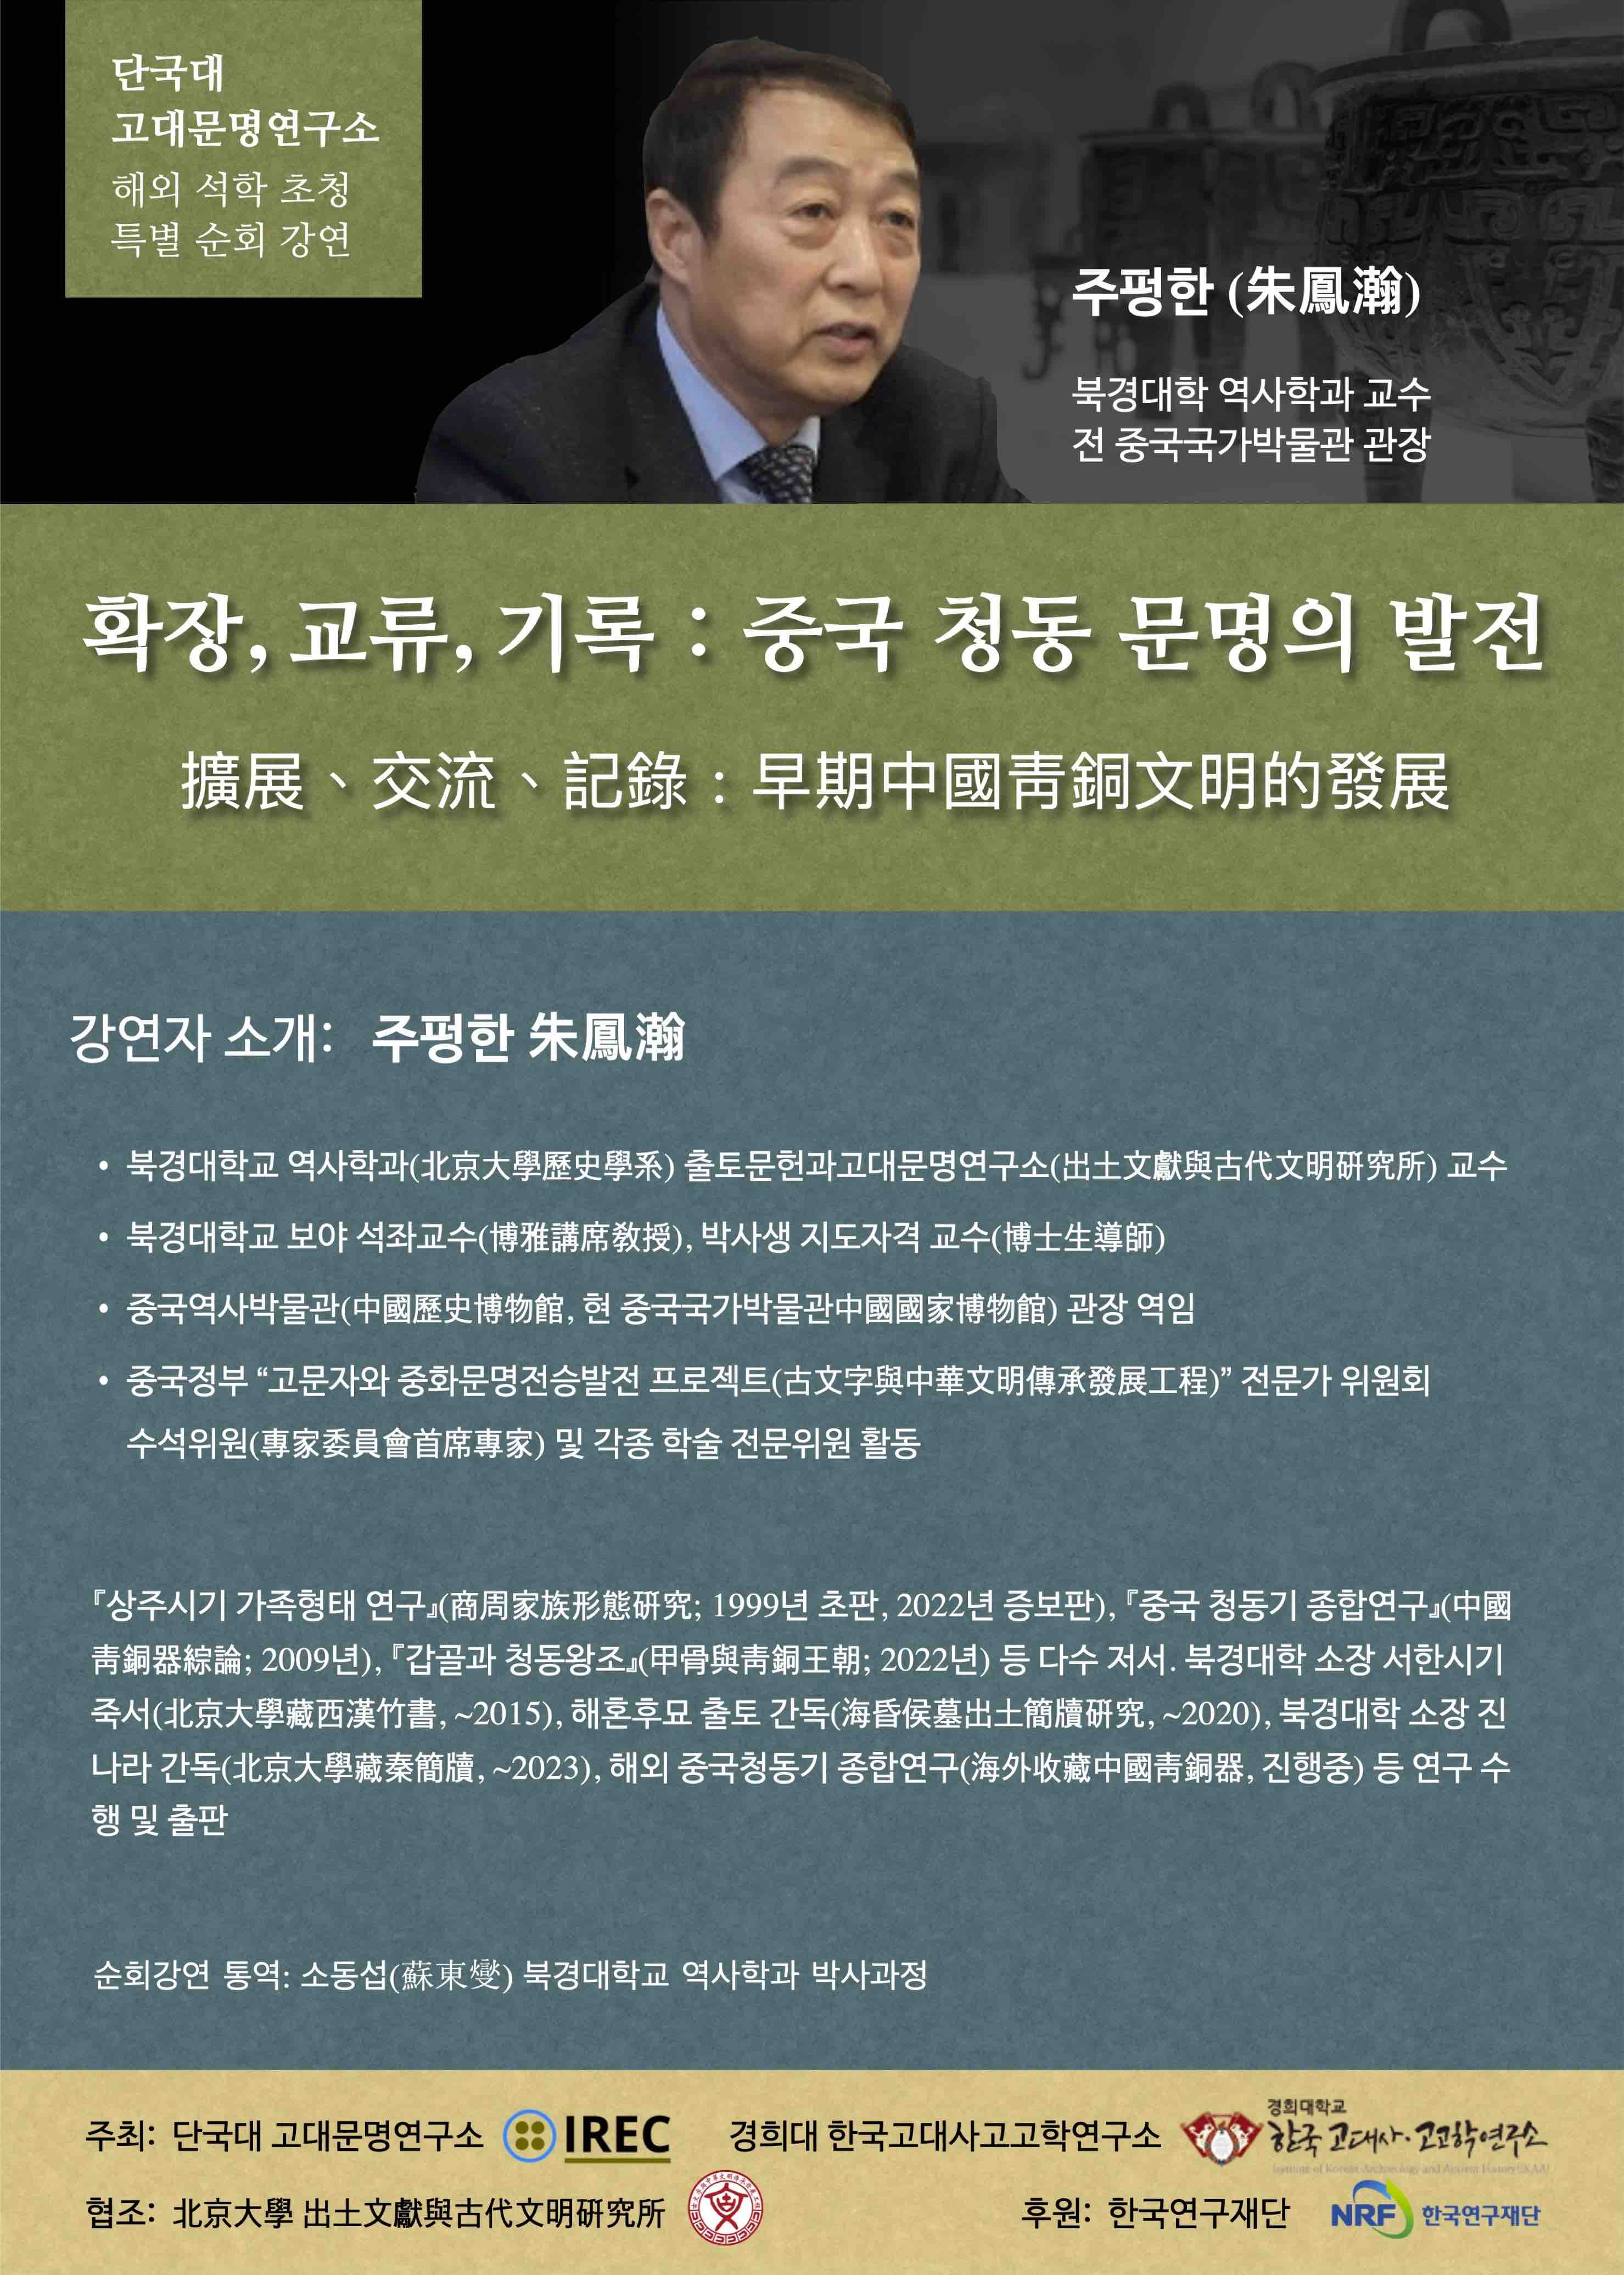 단국대
고대문명연구소
해외 석학 초청
특별 순회 강연
주펑한 (朱鳳瀚)
북경대학 역사학과 교수
전 중국국가박물관 관장
확장, 교류, 기록 : 중국 청동 문명의 발전
擴展、交流、記錄：早期中國靑銅文明的發展
강연자 소개: 주펑한 朱鳳瀚
• 북경대학교 역사학과(北京大學歷史學系) 출토문헌과고대문명연구소(出土文獻與古代文明硏究所) 교수
• 북경대학교 보야 석좌교수(博雅講席敎授), 박사생 지도자격 교수(博士生導師)
• 중국역사박물관(中國歷史博物館, 현 중국국가박물관中國國家博物館) 관장 역임
• 중국정부 “고문자와 중화문명전승발전 프로젝트(古文字與中華文明傳承發展工程)” 전문가 위원회
수석위원(專家委員會首席專家) 및 각종 학술 전문위원 활동
『상주시기 가족형태 연구』(商周家族形態硏究; 1999년 초판, 2022년 증보판), 『중국 청동기 종합연구』(中國
靑銅器綜論; 2009년), 『갑골과 청동왕조』(甲骨與靑銅王朝; 2022년) 등 다수 저서. 북경대학 소장 서한시기
죽서(北京大學藏西漢竹書, ~2015), 해혼후묘 출토 간독(海昏侯墓出土簡牘硏究, ~2020), 북경대학 소장 진
나라 간독(北京大學藏秦簡牘, ~2023), 해외 중국청동기 종합연구(海外收藏中國靑銅器, 진행중) 등 연구 수
행 및 출판
순회강연 통역: 소동섭(蘇東燮) 북경대학교 역사학과 박사과정
주최: 단국대 고대문명연구소 IREC 경희대 한국고대사고고학연구소
경희대학교
한국 고대사·고고학연구소
Institute of Korean Archaeology and Ancient History(IKAA)
협조: 北京大學 出土文獻與古代文明硏究所
후원: 한국연구재단 NRF 한국연구재단